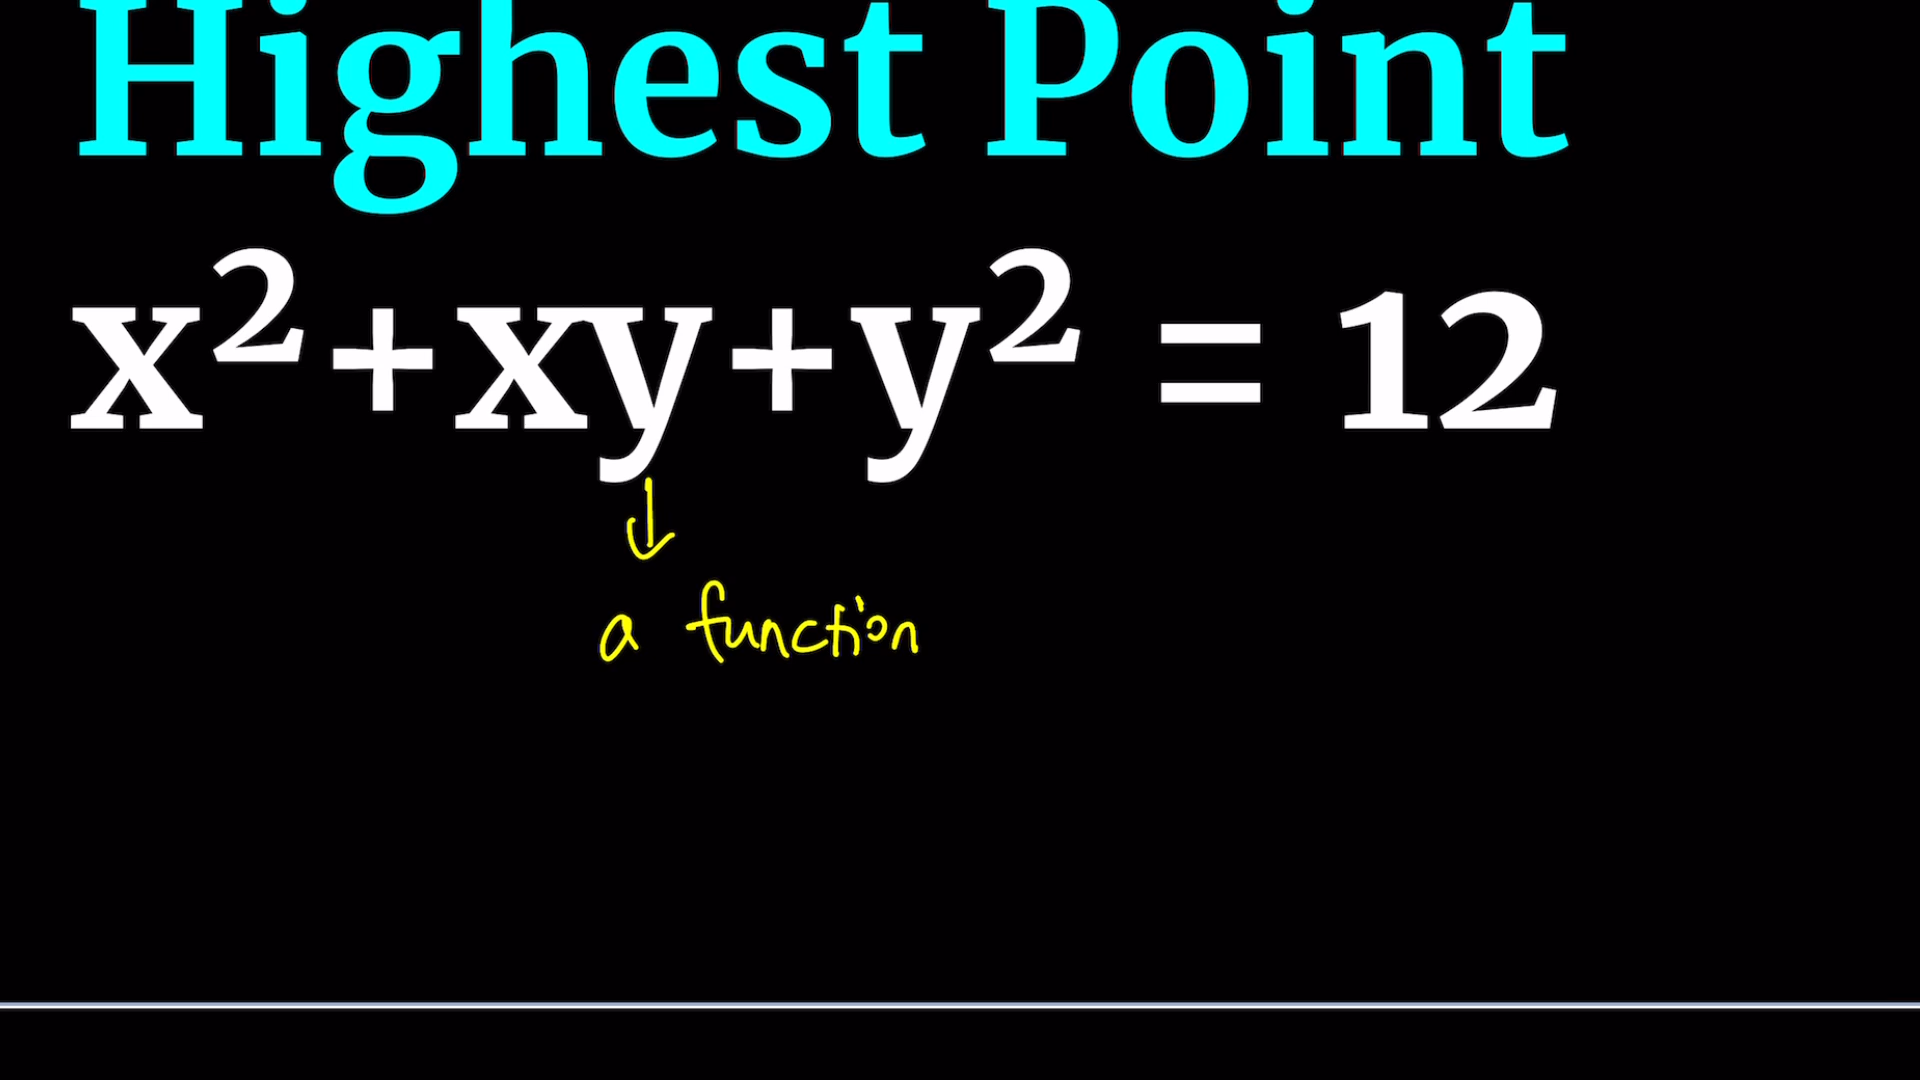 Highest Point
x²+xy+y² = 12
a function